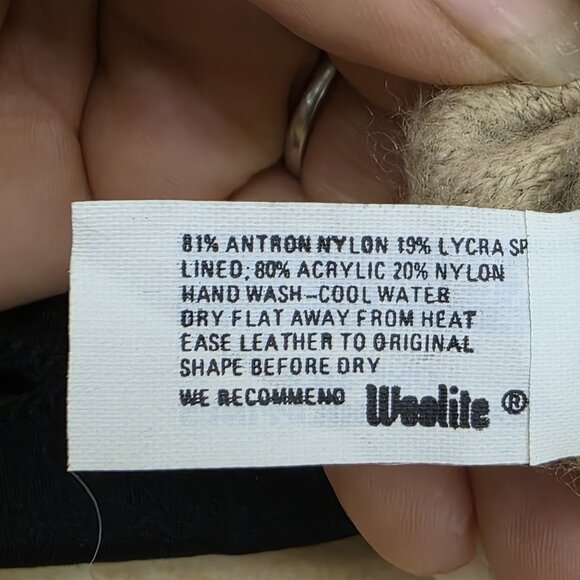 81% ANTRON NYLON 19% LYCRA SP
LINED; 80% ACRYLIC 20% NYLON
HAND WASH-COOL WATER
DRY FLAT AWAY FROM HEAT
EASE LEATHER TO ORIGINAL
SHAPE BEFORE DRY
WE RECOMMEND Woolite ®